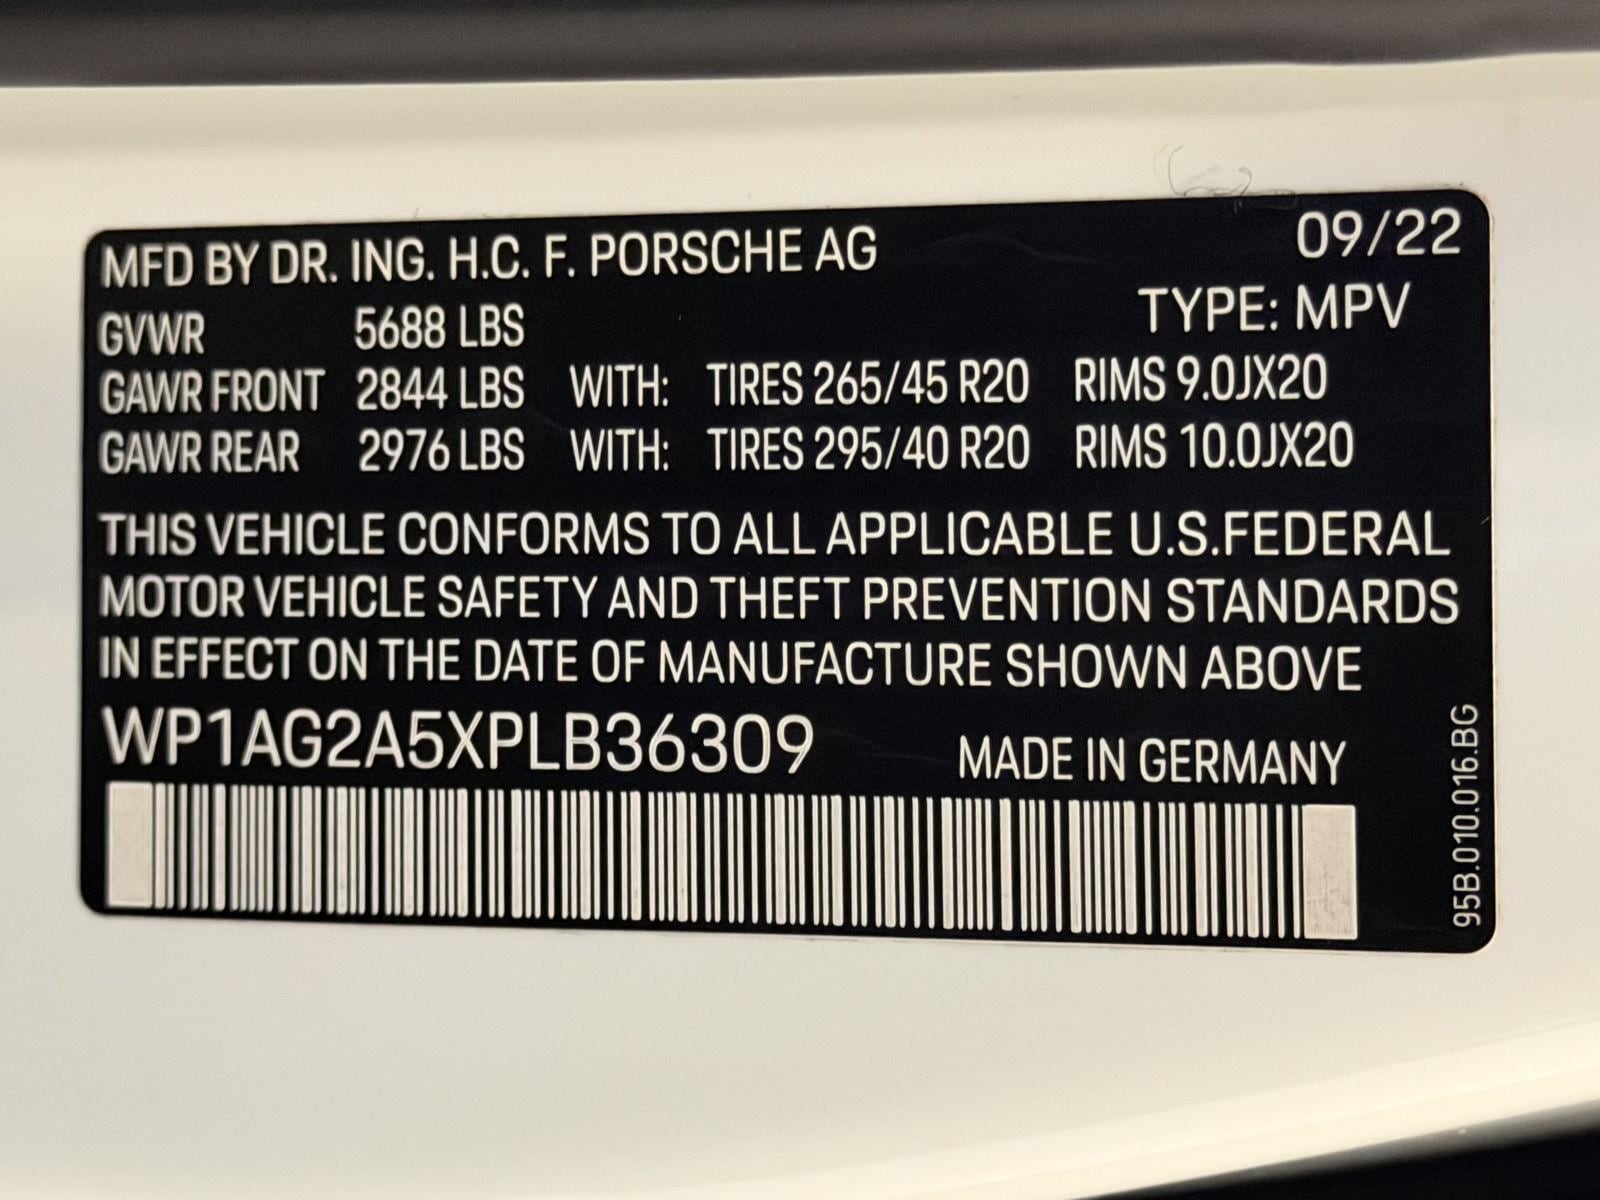 MFD BY DR. ING. H.C. F. PORSCHE AG 09/22
GVWR 5688 LBS TYPE: MPV
GAWR FRONT 2844 LBS WITH: TIRES 265/45 R20 RIMS 9.0JX20
GAWR REAR 2976 LBS WITH: TIRES 295/40 R20 RIMS 10.0JX20
THIS VEHICLE CONFORMS TO ALL APPLICABLE U.S.FEDERAL
MOTOR VEHICLE SAFETY AND THEFT PREVENTION STANDARDS
IN EFFECT ON THE DATE OF MANUFACTURE SHOWN ABOVE
WP1AG2A5XPLB36309 MADE IN GERMANY
95B.010.016.BG